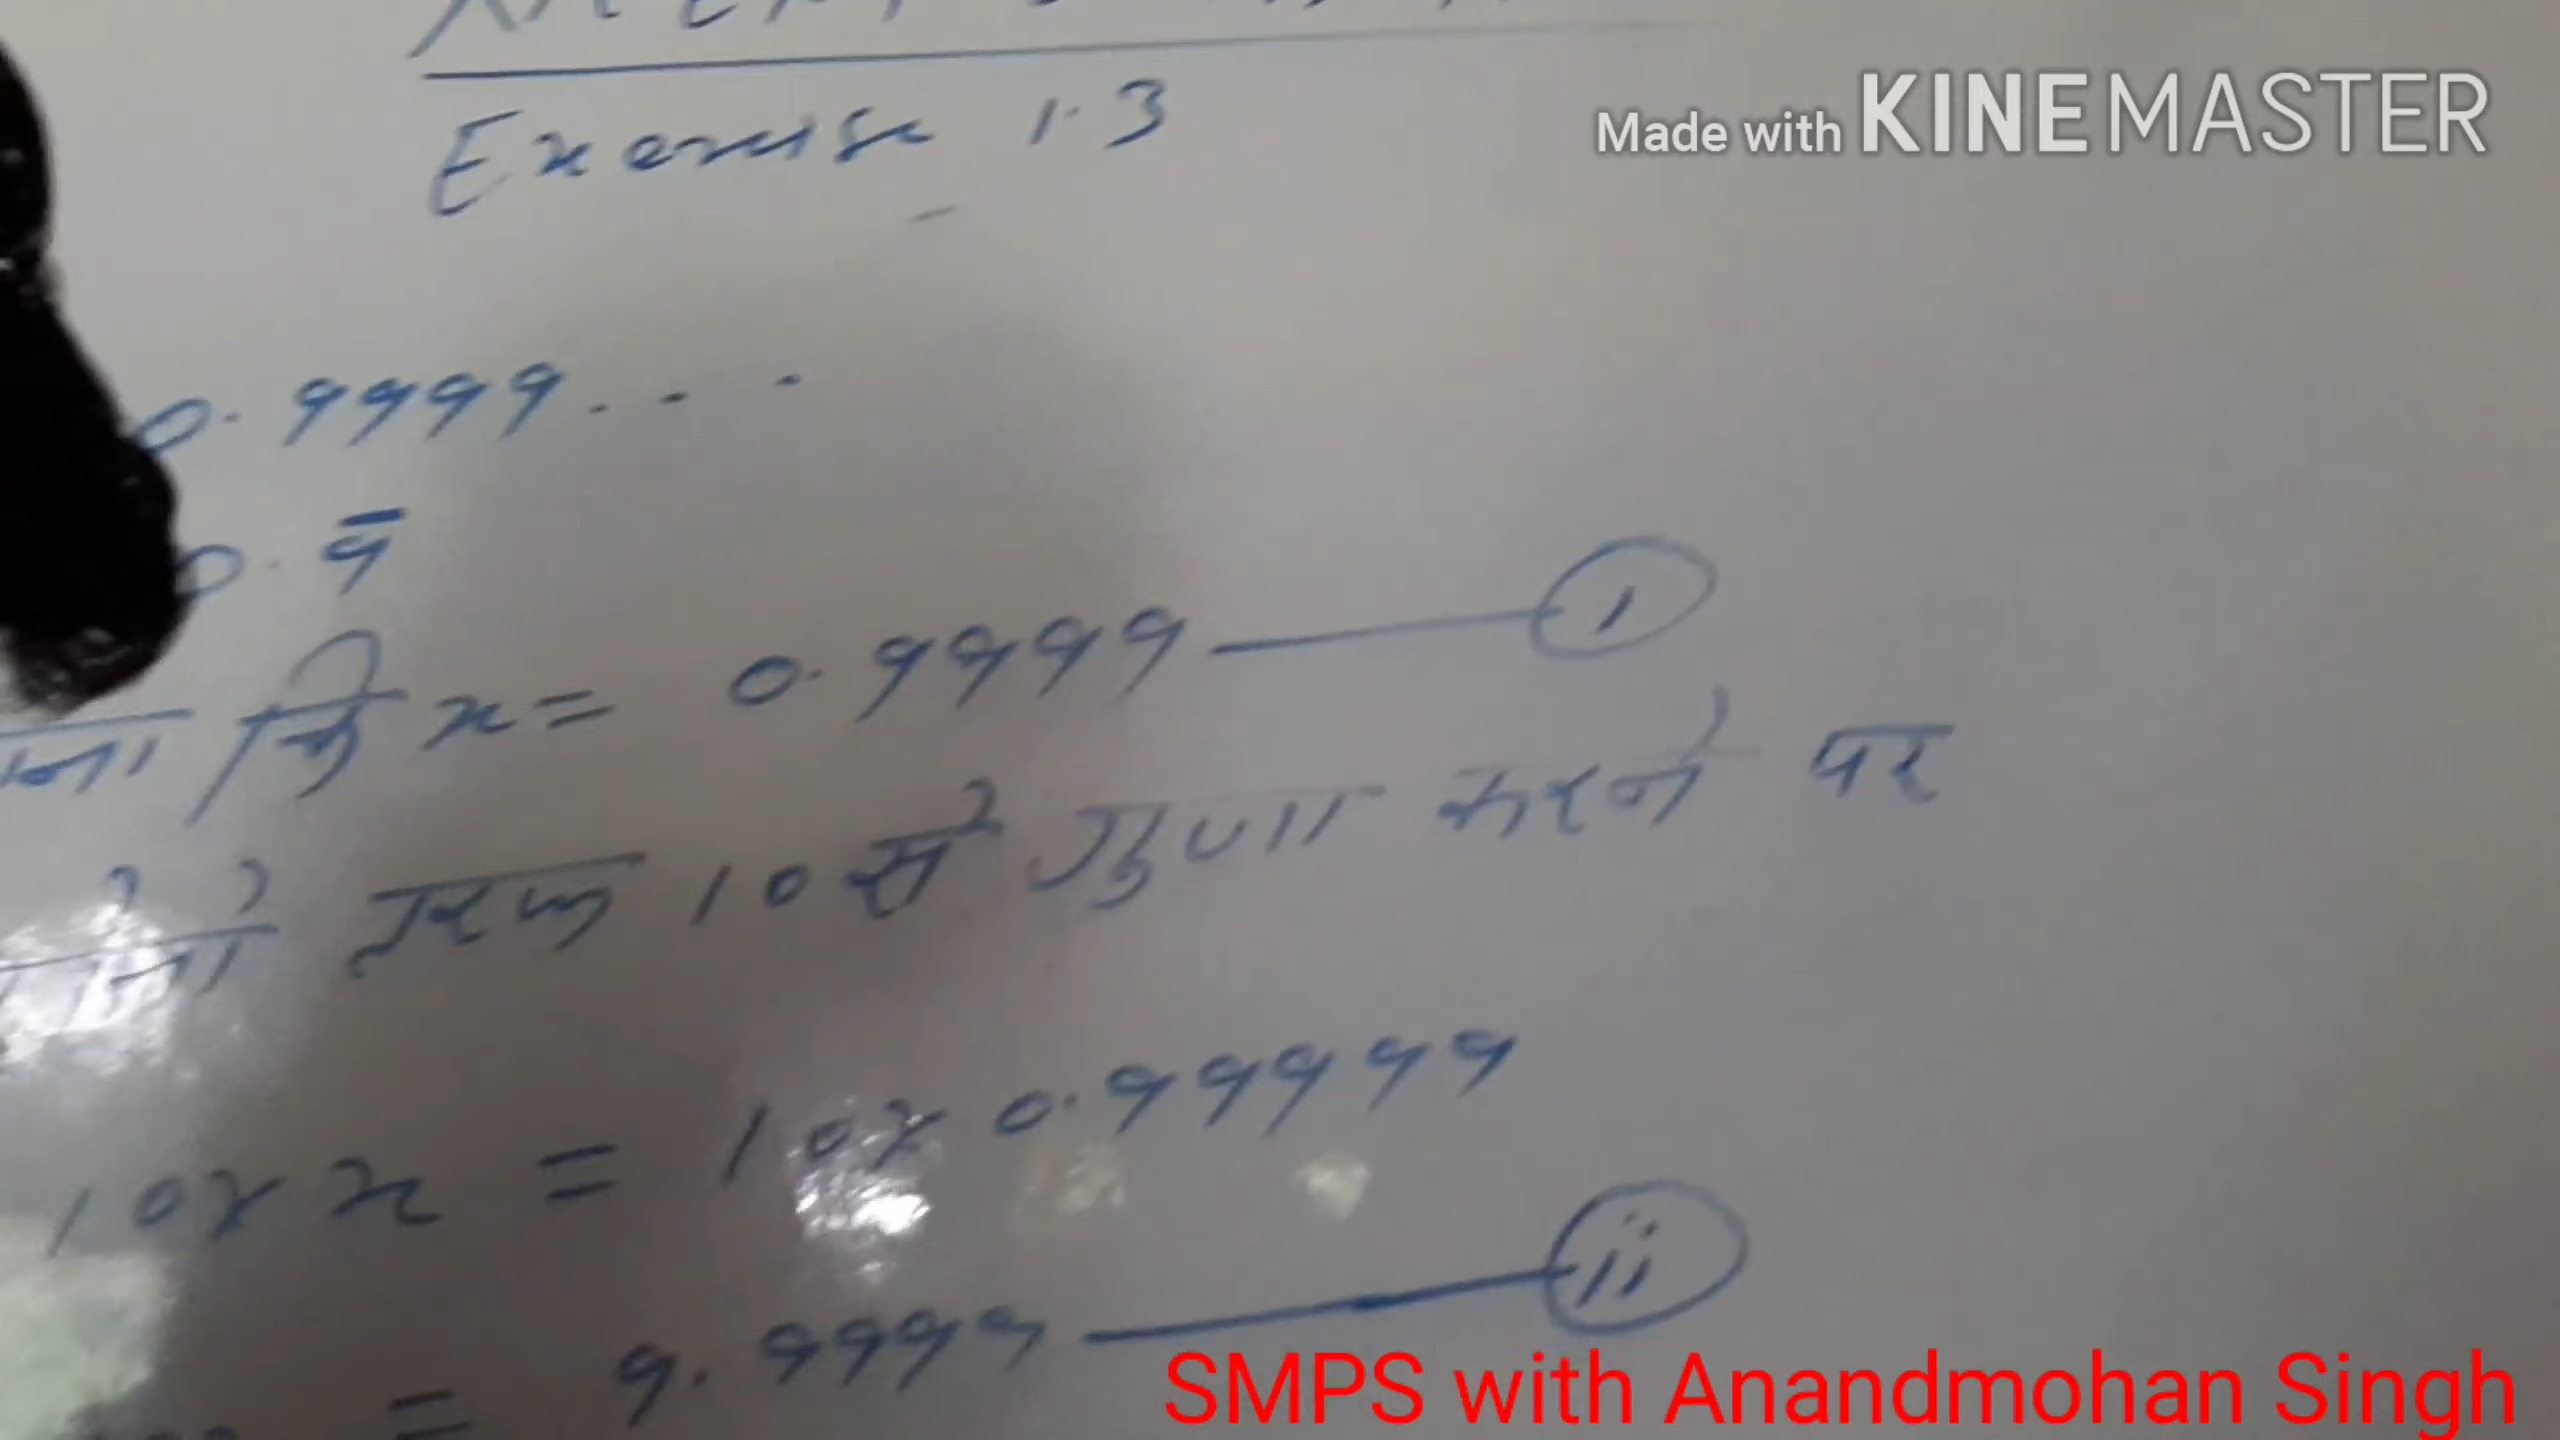 Exercise 1.3
Made with KINEMASTER
0.9999...
0.9̅
कि x = 0.9999 — i
तरफ 10 से गुणा करने पर
10 x x = 10 x 0.99999
= 9.9999 — ii
SMPS with Anandmohan Singh